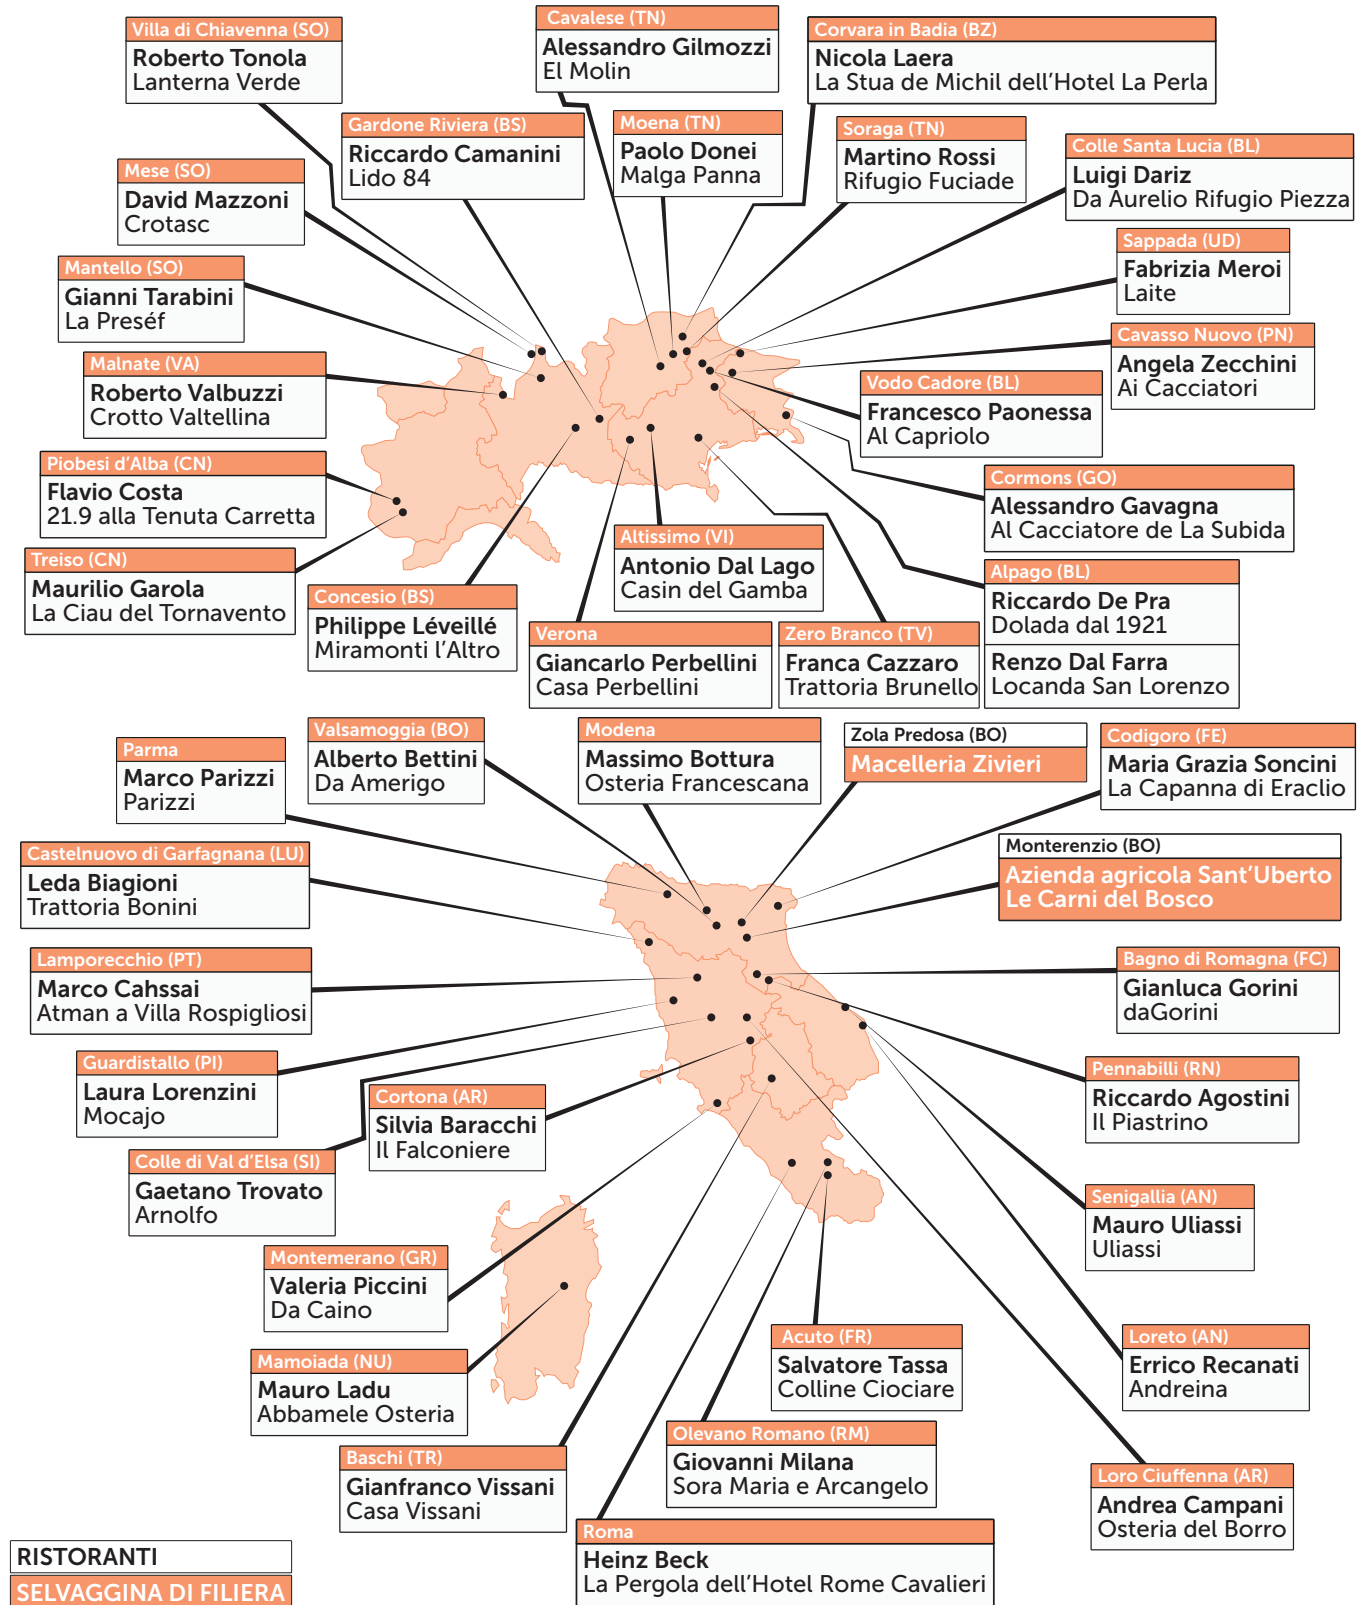 Villa di Chiavenna (SO)
Roberto Tonola
Lanterna Verde
Cavalese (TN)
Alessandro Gilmozzi
El Molin
Corvara in Badia (BZ)
Nicola Laera
La Stua de Michil dell'Hotel La Perla
Gardone Riviera (BS)
Riccardo Camanini
Lido 84
Moena (TN)
Paolo Donei
Malga Panna
Soraga (TN)
Martino Rossi
Rifugio Fuciade
Colle Santa Lucia (BL)
Luigi Dariz
Da Aurelio Rifugio Piezza
Mese (SO)
David Mazzoni
Crotasc
Sappada (UD)
Fabrizia Meroi
Laite
Mantello (SO)
Gianni Tarabini
La Preséf
Cavasso Nuovo (PN)
Angela Zecchini
Ai Cacciatori
Malnate (VA)
Roberto Valbuzzi
Crotto Valtellina
Vodo Cadore (BL)
Francesco Paonessa
Al Capriolo
Piobesi d'Alba (CN)
Flavio Costa
21.9 alla Tenuta Carretta
Cormons (GO)
Alessandro Gavagna
Al Cacciatore de La Subida
Treiso (CN)
Maurilio Garola
La Ciau del Tornavento
Altissimo (VI)
Antonio Dal Lago
Casin del Gamba
Alpago (BL)
Riccardo De Pra
Dolada dal 1921
Renzo Dal Farra
Locanda San Lorenzo
Concesio (BS)
Philippe Léveillé
Miramonti l'Altro
Verona
Giancarlo Perbellini
Casa Perbellini
Zero Branco (TV)
Franca Cazzaro
Trattoria Brunello
Valsamoggia (BO)
Alberto Bettini
Da Amerigo
Modena
Massimo Bottura
Osteria Francescana
Zola Predosa (BO)
Macelleria Zivieri
Codigoro (FE)
Maria Grazia Soncini
La Capanna di Eraclio
Parma
Marco Parizzi
Parizzi
Castelnuovo di Garfagnana (LU)
Leda Biagioni
Trattoria Bonini
Monterenzio (BO)
Azienda agricola Sant'Uberto
Le Carni del Bosco
Lamporecchio (PT)
Marco Cahssai
Atman a Villa Rospigliosi
Bagno di Romagna (FC)
Gianluca Gorini
daGorini
Guardistallo (PI)
Laura Lorenzini
Mocajo
Pennabilli (RN)
Riccardo Agostini
Il Piastrino
Cortona (AR)
Silvia Baracchi
Il Falconiere
Colle di Val d'Elsa (SI)
Gaetano Trovato
Arnolfo
Senigallia (AN)
Mauro Uliassi
Uliassi
Montemerano (GR)
Valeria Piccini
Da Caino
Acuto (FR)
Salvatore Tassa
Colline Ciociare
Loreto (AN)
Errico Recanati
Andreina
Mamoiada (NU)
Mauro Ladu
Abbamele Osteria
Olevano Romano (RM)
Giovanni Milana
Sora Maria e Arcangelo
Baschi (TR)
Gianfranco Vissani
Casa Vissani
Loro Ciuffenna (AR)
Andrea Campani
Osteria del Borro
Roma
Heinz Beck
La Pergola dell'Hotel Rome Cavalieri
RISTORANTI
SELVAGGINA DI FILIERA